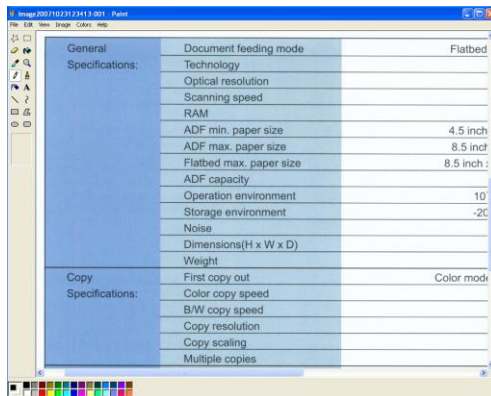 Image20071023123413-001 - Paint
File Edit View Image Colors Help
General Document feeding mode Flatbed
Specifications: Technology
Optical resolution
Scanning speed
RAM
ADF min. paper size 4.5 inch
ADF max. paper size 8.5 inch
Flatbed max. paper size 8.5 inch
ADF capacity
Operation environment 10
Storage environment -20
Noise
Dimensions(H x W x D)
Weight
Copy First copy out Color mode
Specifications: Color copy speed
B/W copy speed
Copy resolution
Copy scaling
Multiple copies